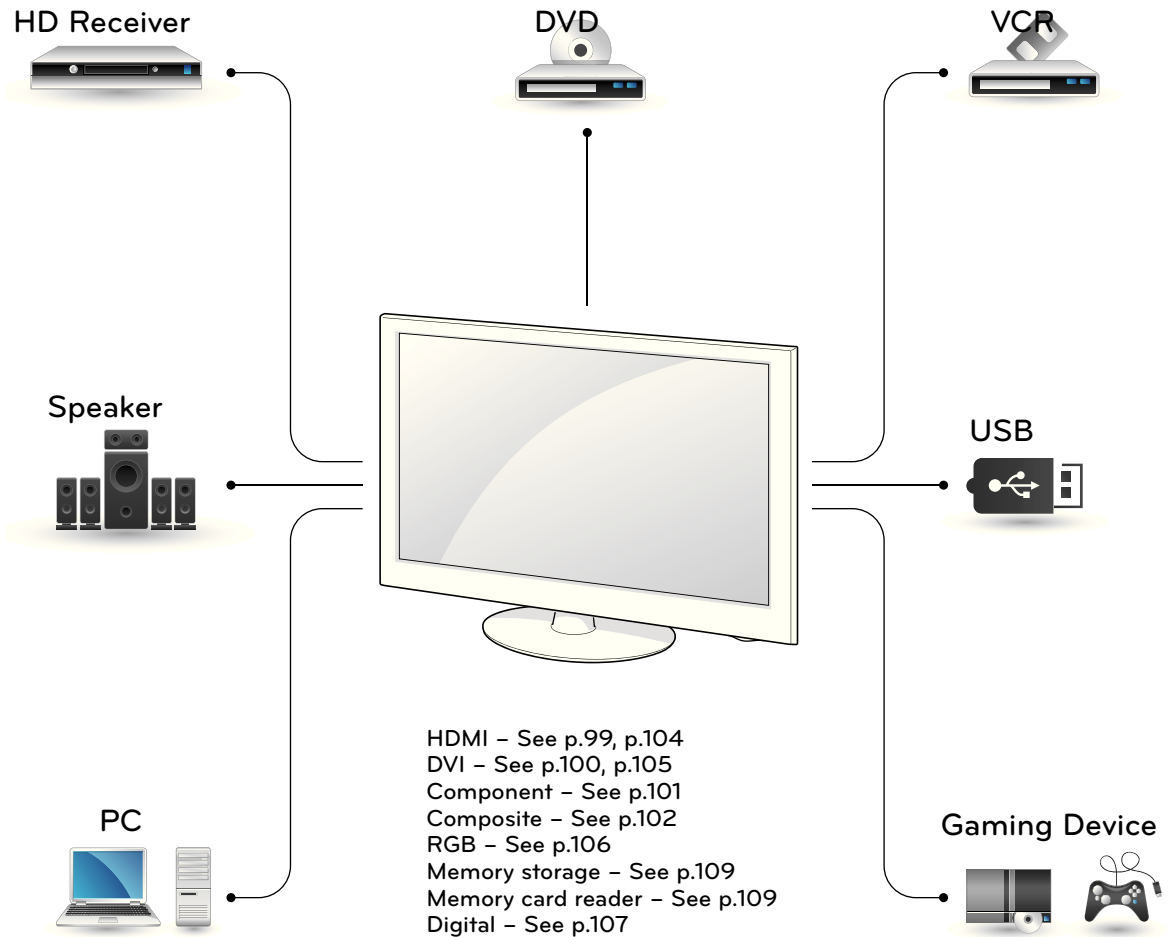 HD Receiver
DVD
VCR
Speaker
USB
HDMI – See p.99, p.104
DVI – See p.100, p.105
Component – See p.101
Composite – See p.102
RGB – See p.106
Memory storage – See p.109
Memory card reader – See p.109
Digital – See p.107
PC
Gaming Device